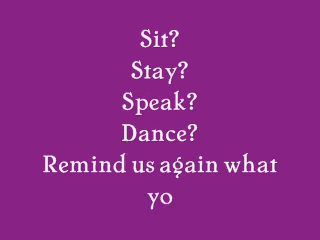 Sit?
Stay?
Speak?
Dance?
Remind us again what
yo